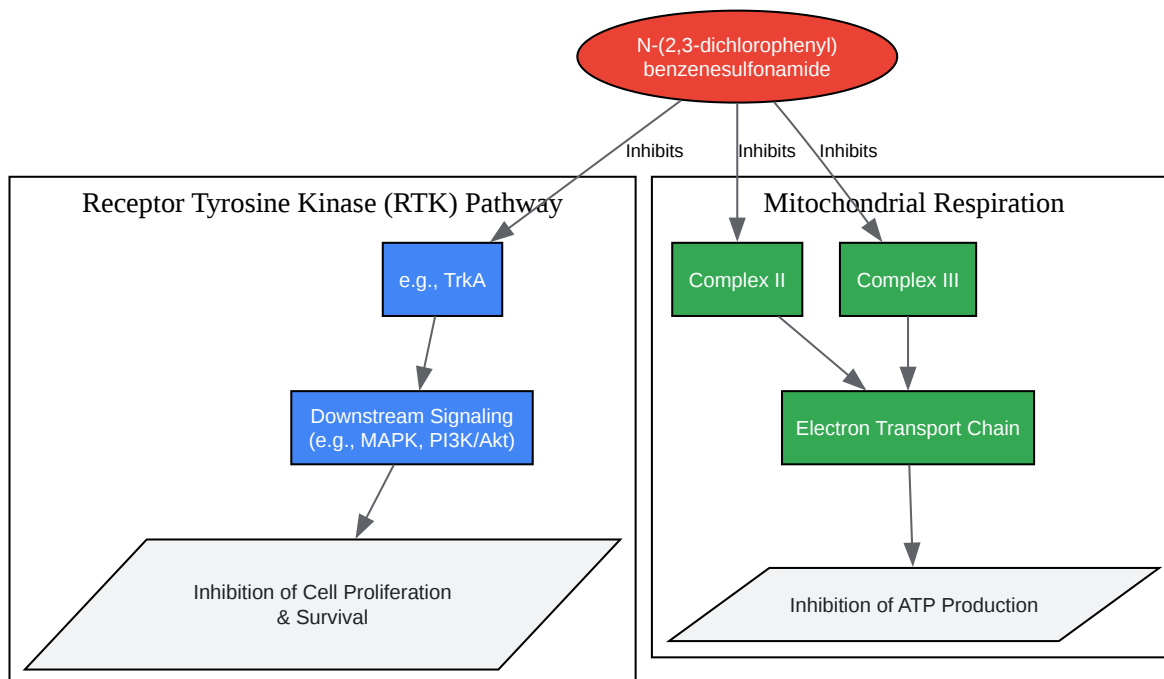 N-(2,3-dichlorophenyl)
benzenesulfonamide
Inhibits
Inhibits
Inhibits
Receptor Tyrosine Kinase (RTK) Pathway
Mitochondrial Respiration
e.g., TrkA
Complex II
Complex III
Downstream Signaling
(e.g., MAPK, PI3K/Akt)
Electron Transport Chain
Inhibition of Cell Proliferation
& Survival
Inhibition of ATP Production